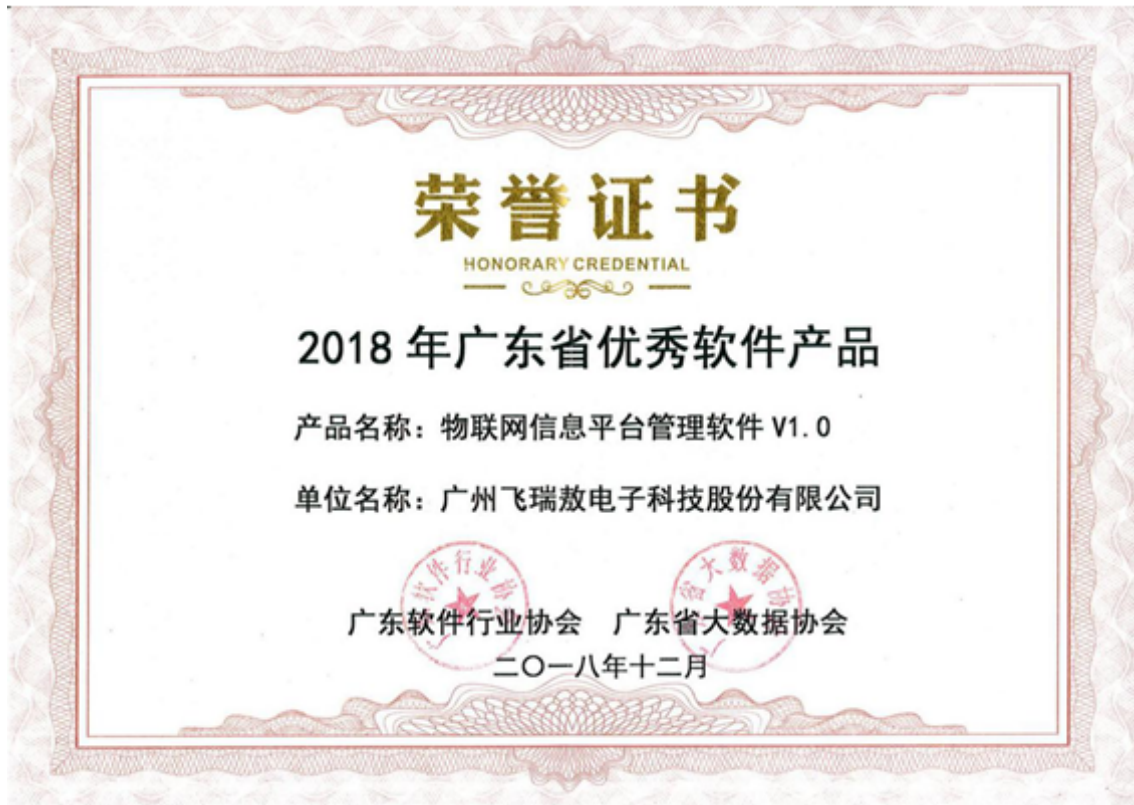 荣誉证书
HONORARY CREDENTIAL
2018年广东省优秀软件产品
产品名称：物联网信息平台管理软件 V1.0
单位名称：广州飞瑞敖电子科技股份有限公司
广东软件行业协会 广东省大数据协会
二〇一八年十二月